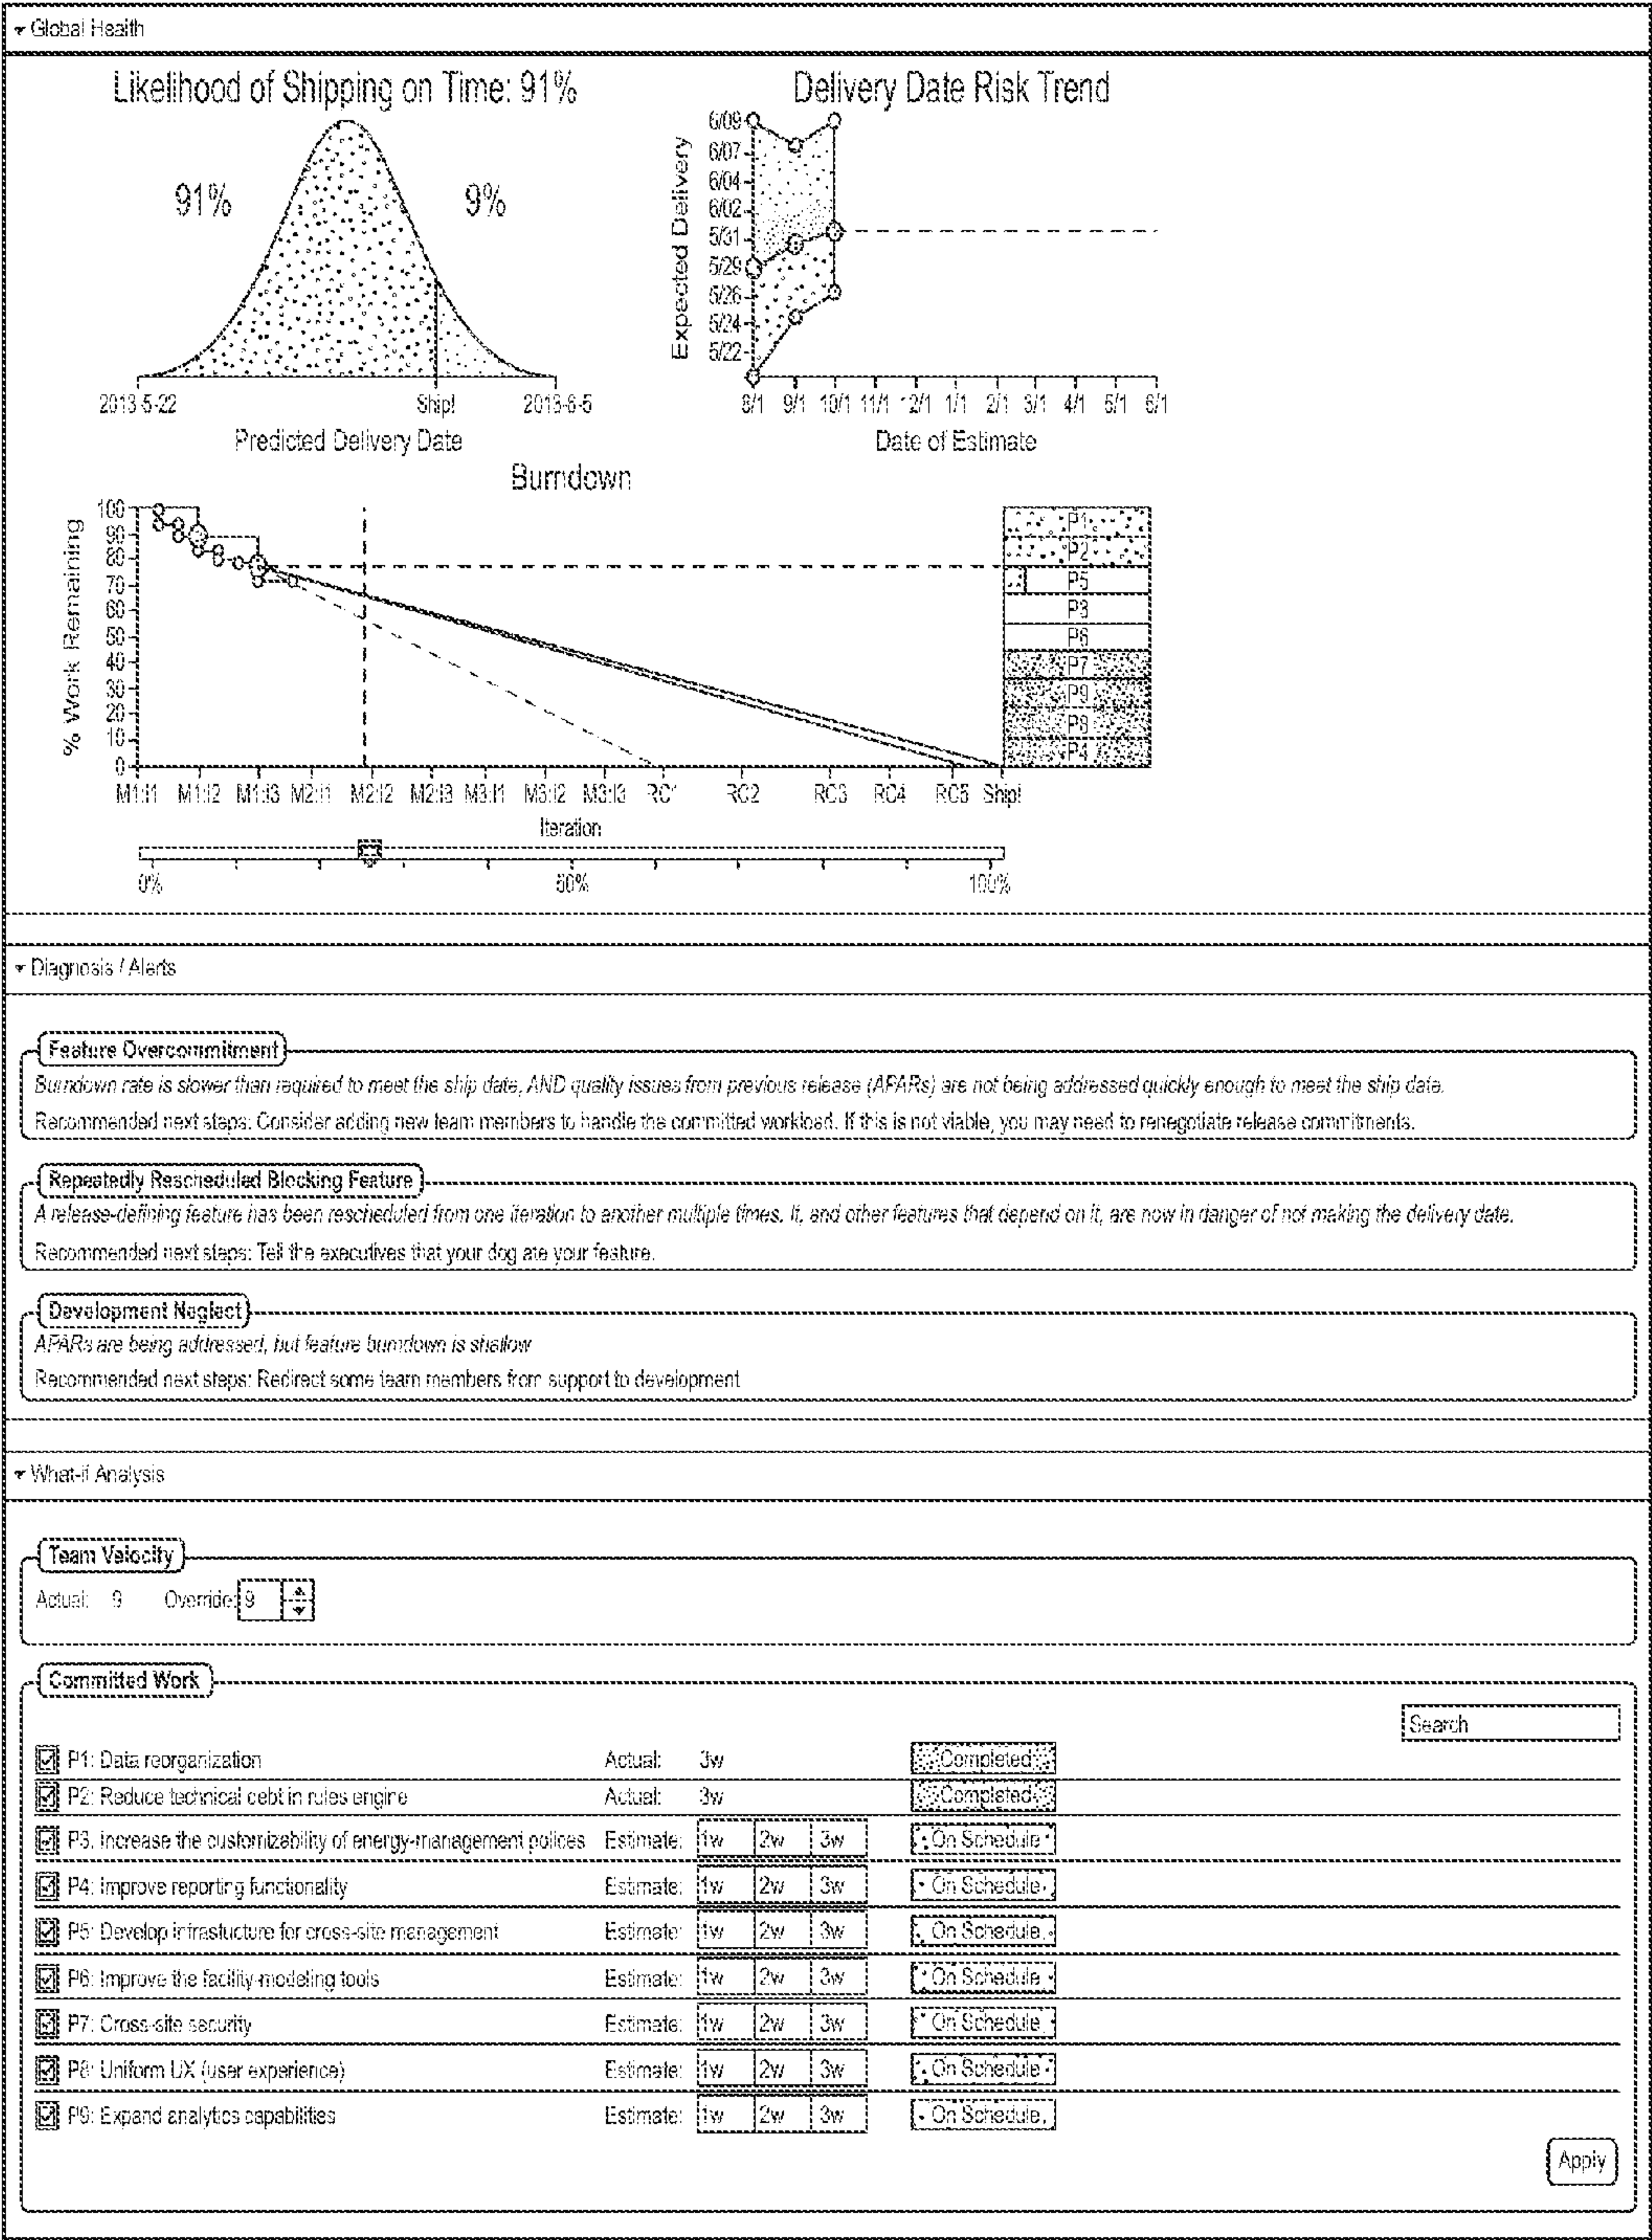 Global Health
Likelihood of Shipping on Time: 91%
91%
9%
2013-5-22
Ship!
2013-6-5
Predicted Delivery Date
Delivery Date Risk Trend
Expected Delivery
6/09
6/07
6/04
6/02
5/31
5/29
5/26
5/24
5/22
8/1 9/1 10/1 11/1 12/1 1/1 2/1 3/1 4/1 5/1 6/1
Date of Estimate
Burndown
% Work Remaining
100
90
80
70
60
50
40
30
20
10
0
M1:I1 M1:I2 M1:I3 M2:I1 M2:I2 M2:I3 M3:I1 M3:I2 M3:I3 RC1 RC2 RC3 RC4 RC5 Ship!
Iteration
P1
P2
P5
P3
P6
P7
P9
P8
P4
0% 50% 100%
Diagnosis / Alerts
Feature Overcommitment
Burndown rate is slower than required to meet the ship date, AND quality issues from previous release (APARs) are not being addressed quickly enough to meet the ship date.
Recommended next steps: Consider adding new team members to handle the committed workload. If this is not viable, you may need to renegotiate release commitments.
Repeatedly Rescheduled Blocking Feature
A release-defining feature has been rescheduled from one iteration to another multiple times. It, and other features that depend on it, are now in danger of not making the delivery date.
Recommended next steps: Tell the executives that your dog ate your feature.
Development Neglect
APARs are being addressed, but feature burndown is shallow
Recommended next steps: Redirect some team members from support to development
What-if Analysis
Team Velocity
Actual: 9 Override: 9
Committed Work
Search
P1: Data reorganization Actual: 3w Completed
P2: Reduce technical debt in rules engine Actual: 3w Completed
P3. Increase the customizability of energy-management polices Estimate: 1w 2w 3w On Schedule
P4: Improve reporting functionality Estimate: 1w 2w 3w On Schedule
P5: Develop infrastucture for cross-site management Estimate: 1w 2w 3w On Schedule
P6: Improve the facility-modeling tools Estimate: 1w 2w 3w On Schedule
P7: Cross-site security Estimate: 1w 2w 3w On Schedule
P8: Uniform UX (user experience) Estimate: 1w 2w 3w On Schedule
P9: Expand analytics capabilities Estimate: 1w 2w 3w On Schedule
Apply